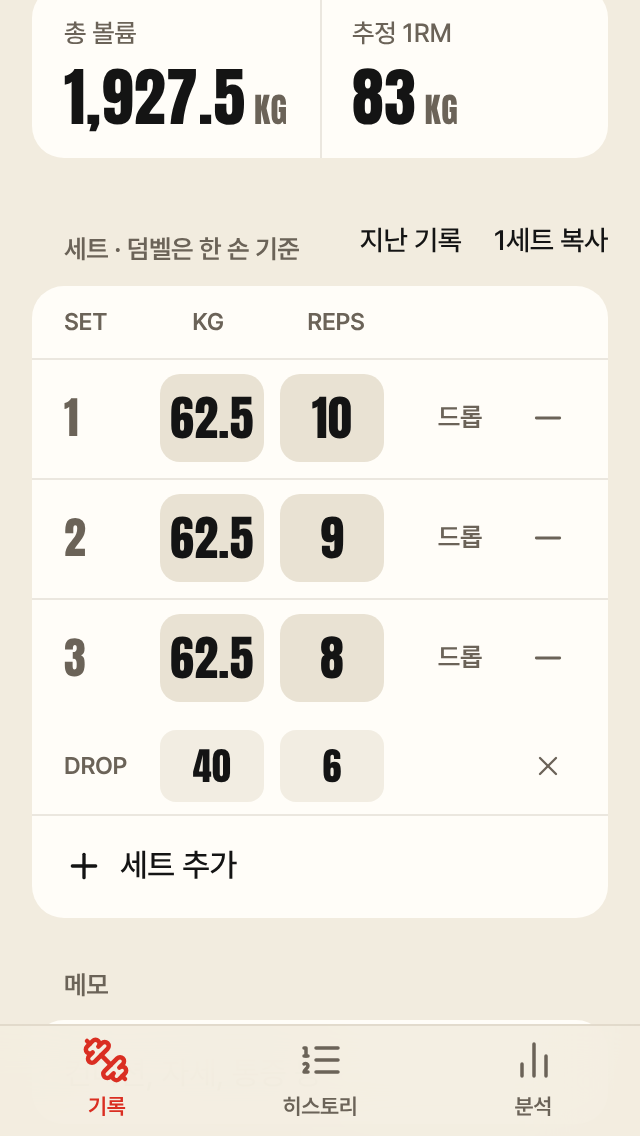 총 볼륨 추정 1RM
1,927.5 KG 83 KG
세트 · 덤벨은 한 손 기준 지난 기록 1세트 복사
SET KG REPS
1 62.5 10 드롭 —
2 62.5 9 드롭 —
3 62.5 8 드롭 —
DROP 40 6 ×
+ 세트 추가
메모
기록 히스토리 분석